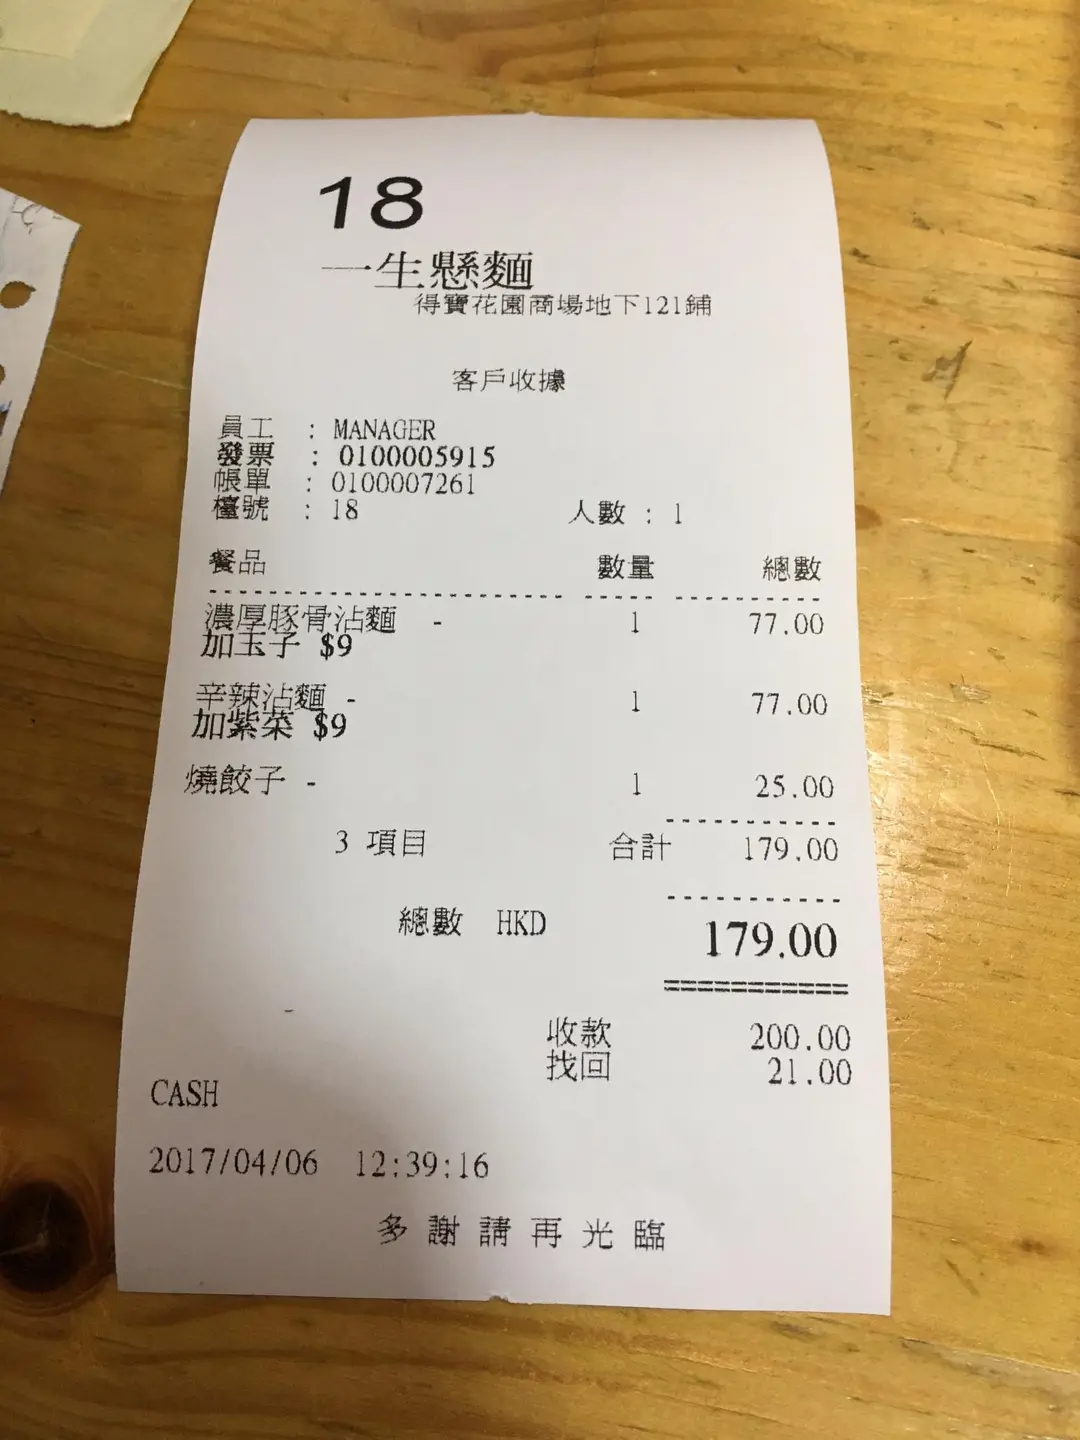 18
一生懸麵
得寶花園商場地下121鋪
客戶收據
員工 : MANAGER
發票 : 0100005915
帳單 : 0100007261
檯號 : 18 人數 : 1
餐品 數量 總數
濃厚豚骨沾麵 - 1 77.00
加玉子 $9
辛辣沾麵 - 1 77.00
加紫菜 $9
燒餃子 - 1 25.00
3 項目 合計 179.00
總數 HKD 179.00
收款 200.00
找回 21.00
CASH
2017/04/06 12:39:16
多謝請再光臨